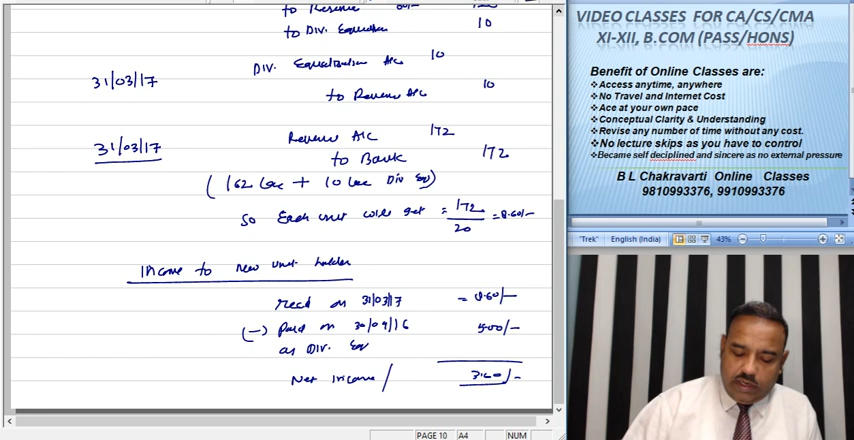 to Revenue
to Div. Equalisation 10
31/03/17 Div. Equalisation A/c 10
to Revenue A/c 10
31/03/17 Revenue A/c 172
to Bank 172
(162 Lac + 10 Lac Div Eq)
So Each unit will get = 172/20 = 8.60/-
Income to New unit holder
Recd on 31/03/17 = 8.60/-
(-) Paid on 30/09/16 5.00/-
as Div. Eq
Net income / 3.60/-
PAGE 10 A4 NUM
VIDEO CLASSES FOR CA/CS/CMA
XI-XII, B.COM (PASS/HONS)
Benefit of Online Classes are:
❖Access anytime, anywhere
❖No Travel and Internet Cost
❖Ace at your own pace
❖Conceptual Clarity & Understanding
❖Revise any number of time without any cost.
❖No lecture skips as you have to control
❖Became self deciplined and sincere as no external pressure
B L Chakravarti Online Classes
9810993376, 9910993376
"Trek" English (India) 43%